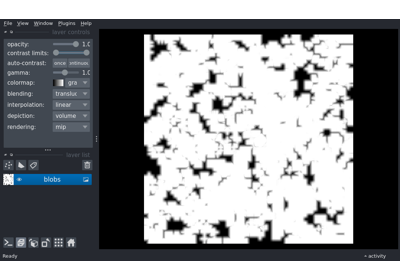 File View Window Plugins Help
layer controls
opacity: 1.0
contrast limits:
auto-contrast: once
gamma: 1.0
colormap: gra
blending: translu
interpolation: linear
depiction: volume
rendering: mip
layer list
blobs
Ready
activity